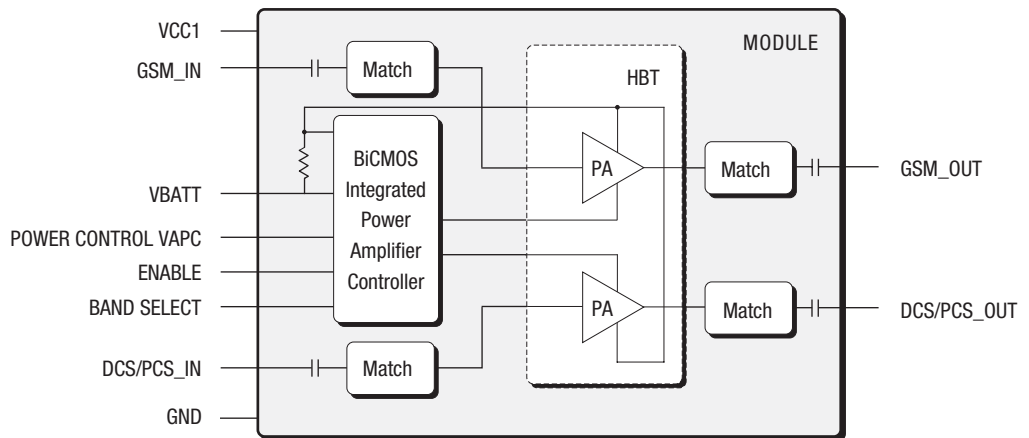 VCC1
GSM_IN
VBATT
POWER CONTROL VAPC
ENABLE
BAND SELECT
DCS/PCS_IN
GND
Match
BiCMOS
Integrated
Power
Amplifier
Controller
Match
HBT
PA
PA
MODULE
Match
Match
GSM_OUT
DCS/PCS_OUT